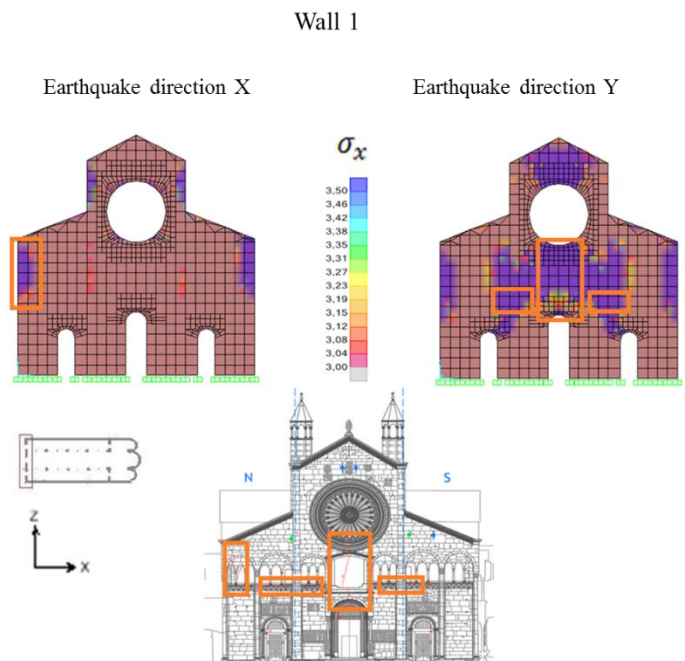 Wall 1
Earthquake direction X
Earthquake direction Y
σx
3,50
3,46
3,42
3,38
3,35
3,31
3,27
3,23
3,19
3,15
3,12
3,08
3,04
3,00
N
S
Z
X